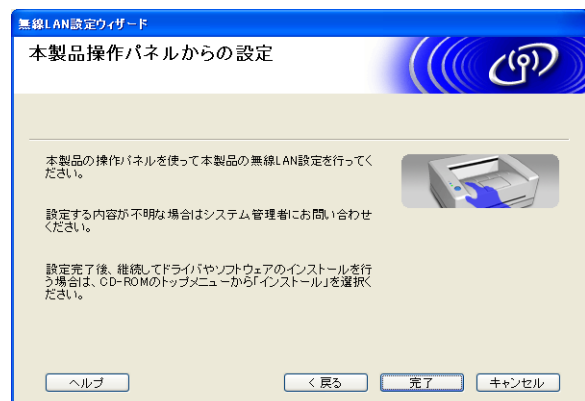 無線LAN設定ウィザード
本製品操作パネルからの設定
本製品の操作パネルを使って本製品の無線LAN設定を行ってく
ださい。
設定する内容が不明な場合はシステム管理者にお問い合わせ
ください。
設定完了後、継続してドライバやソフトウェアのインストールを行
う場合は、CD-ROMのトップメニューから「インストール」を選択く
ださい。
ヘルプ
< 戻る
完了
キャンセル